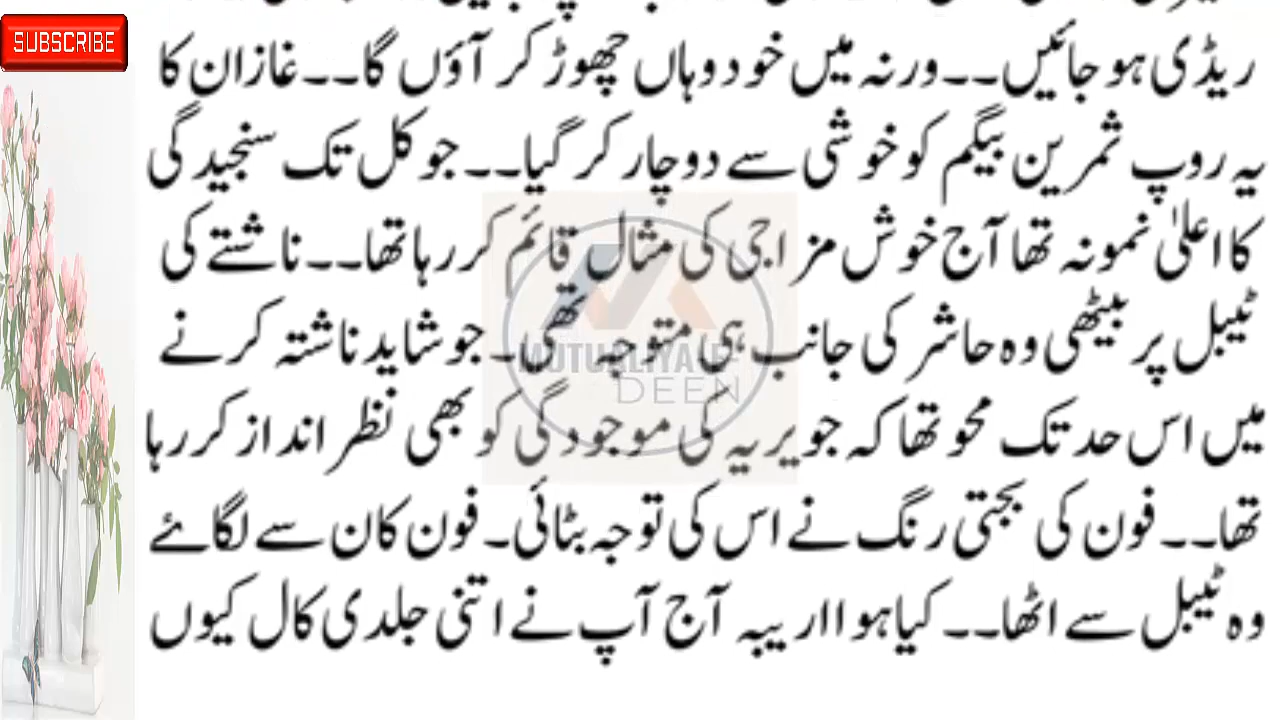 SUBSCRIBE
ریڈی ہو جائیں۔۔ورنہ میں خود وہاں چھوڑ کر آؤں گا۔۔غازان کا
یہ روپ ثمرین بیگم کو خوشی سے دوچار کر گیا۔۔جو کل تک سنجیدگی
کا اعلیٰ نمونہ تھا آج خوش مزاجی کی مثال قائم کر رہا تھا۔۔ناشتے کی
ٹیبل پر بیٹھی وہ حاشر کی جانب ہی متوجہ تھی۔جو شاید ناشتہ کرنے
میں اس حد تک محو تھا کہ جویریہ کی موجودگی کو بھی نظر انداز کر رہا
تھا۔۔فون کی بجتی رنگ نے اس کی توجہ بٹائی۔فون کان سے لگائے
وہ ٹیبل سے اٹھا۔۔کیا ہوا اریبہ آج آپ نے اتنی جلدی کال کیوں
MUTUALIYA E
DEEN